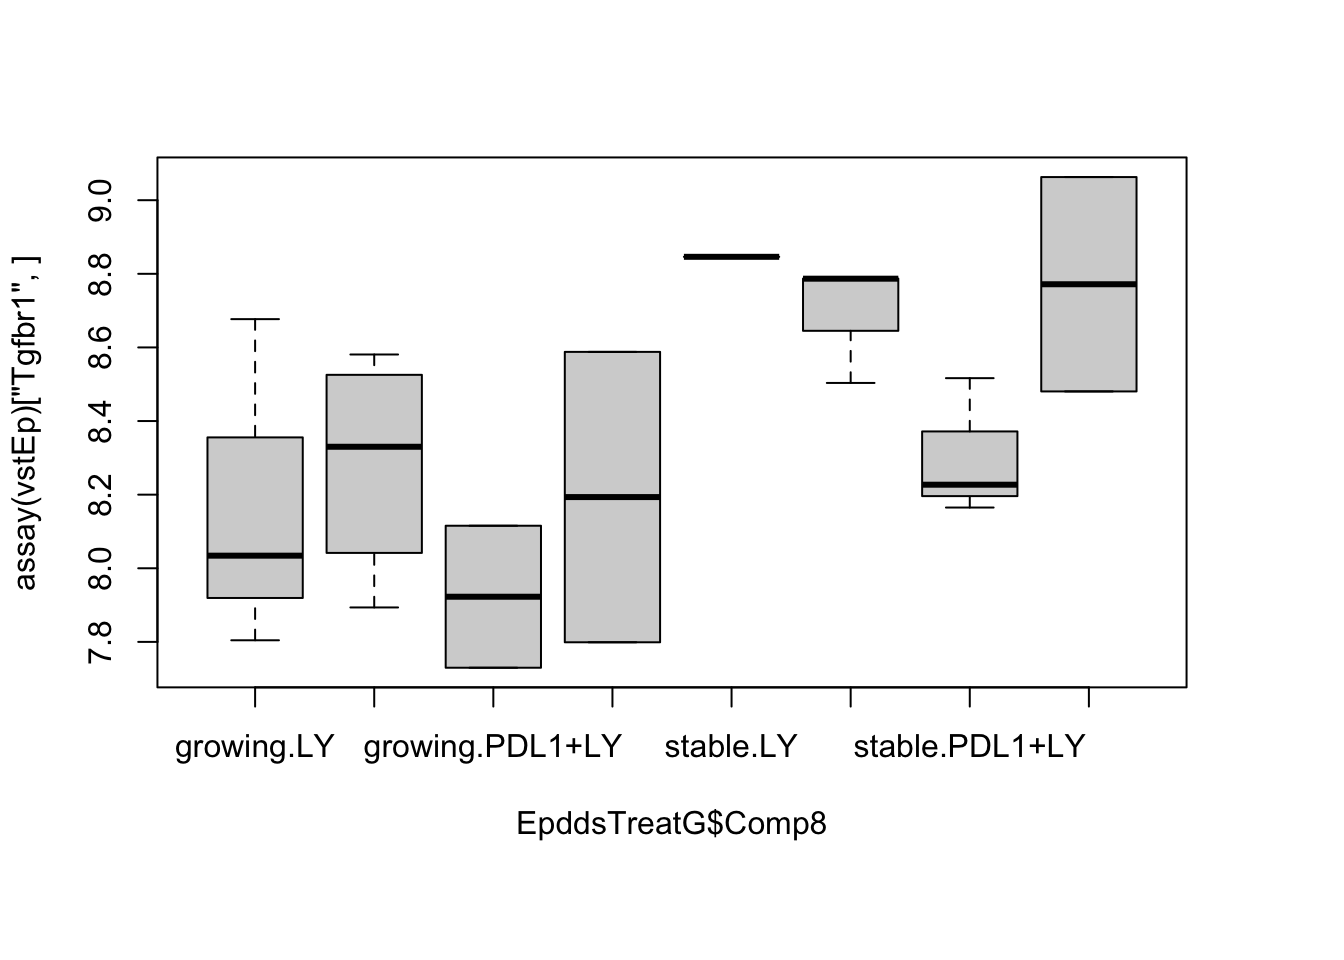 assay(vstEp)["Tgfbr1", ]
9.0
8.8
8.6
8.4
8.2
8.0
7.8
growing.LY growing.PDL1+LY stable.LY stable.PDL1+LY
EpddsTreatG$Comp8